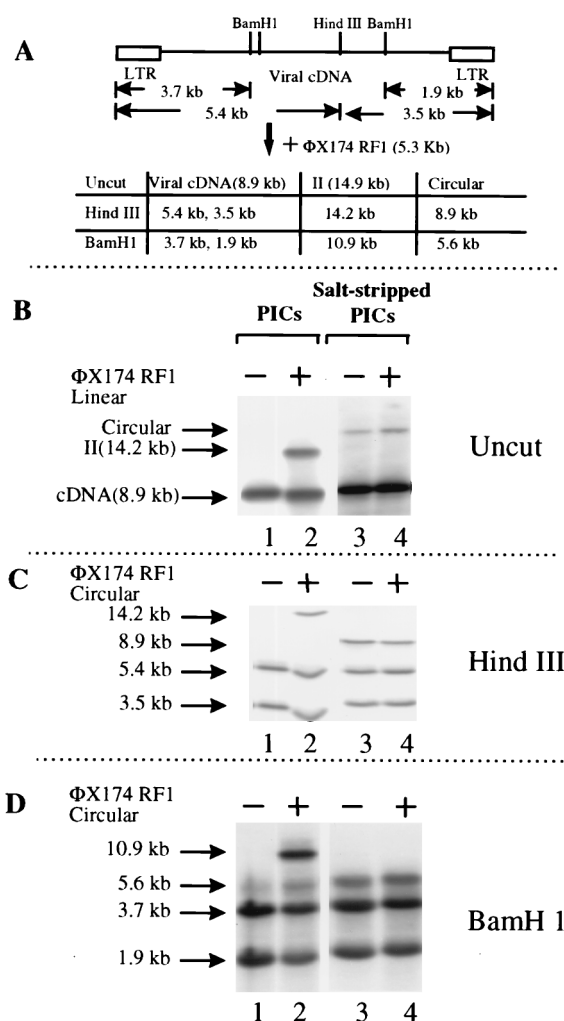 A
BamH1 Hind III BamH1
LTR Viral cDNA LTR
3.7 kb 1.9 kb
5.4 kb 3.5 kb
+ ΦX174 RF1 (5.3 Kb)
Uncut Viral cDNA(8.9 kb) II (14.9 kb) Circular
Hind III 5.4 kb, 3.5 kb 14.2 kb 8.9 kb
BamH1 3.7 kb, 1.9 kb 10.9 kb 5.6 kb
B
Salt-stripped
PICs PICs
ΦX174 RF1 − + − +
Linear
Circular
II(14.2 kb)
Uncut
cDNA(8.9 kb)
1 2 3 4
C
ΦX174 RF1 − + − +
Circular
14.2 kb
8.9 kb
Hind III
5.4 kb
3.5 kb
1 2 3 4
D
ΦX174 RF1 − + − +
Circular
10.9 kb
5.6 kb
3.7 kb
BamH 1
1.9 kb
1 2 3 4